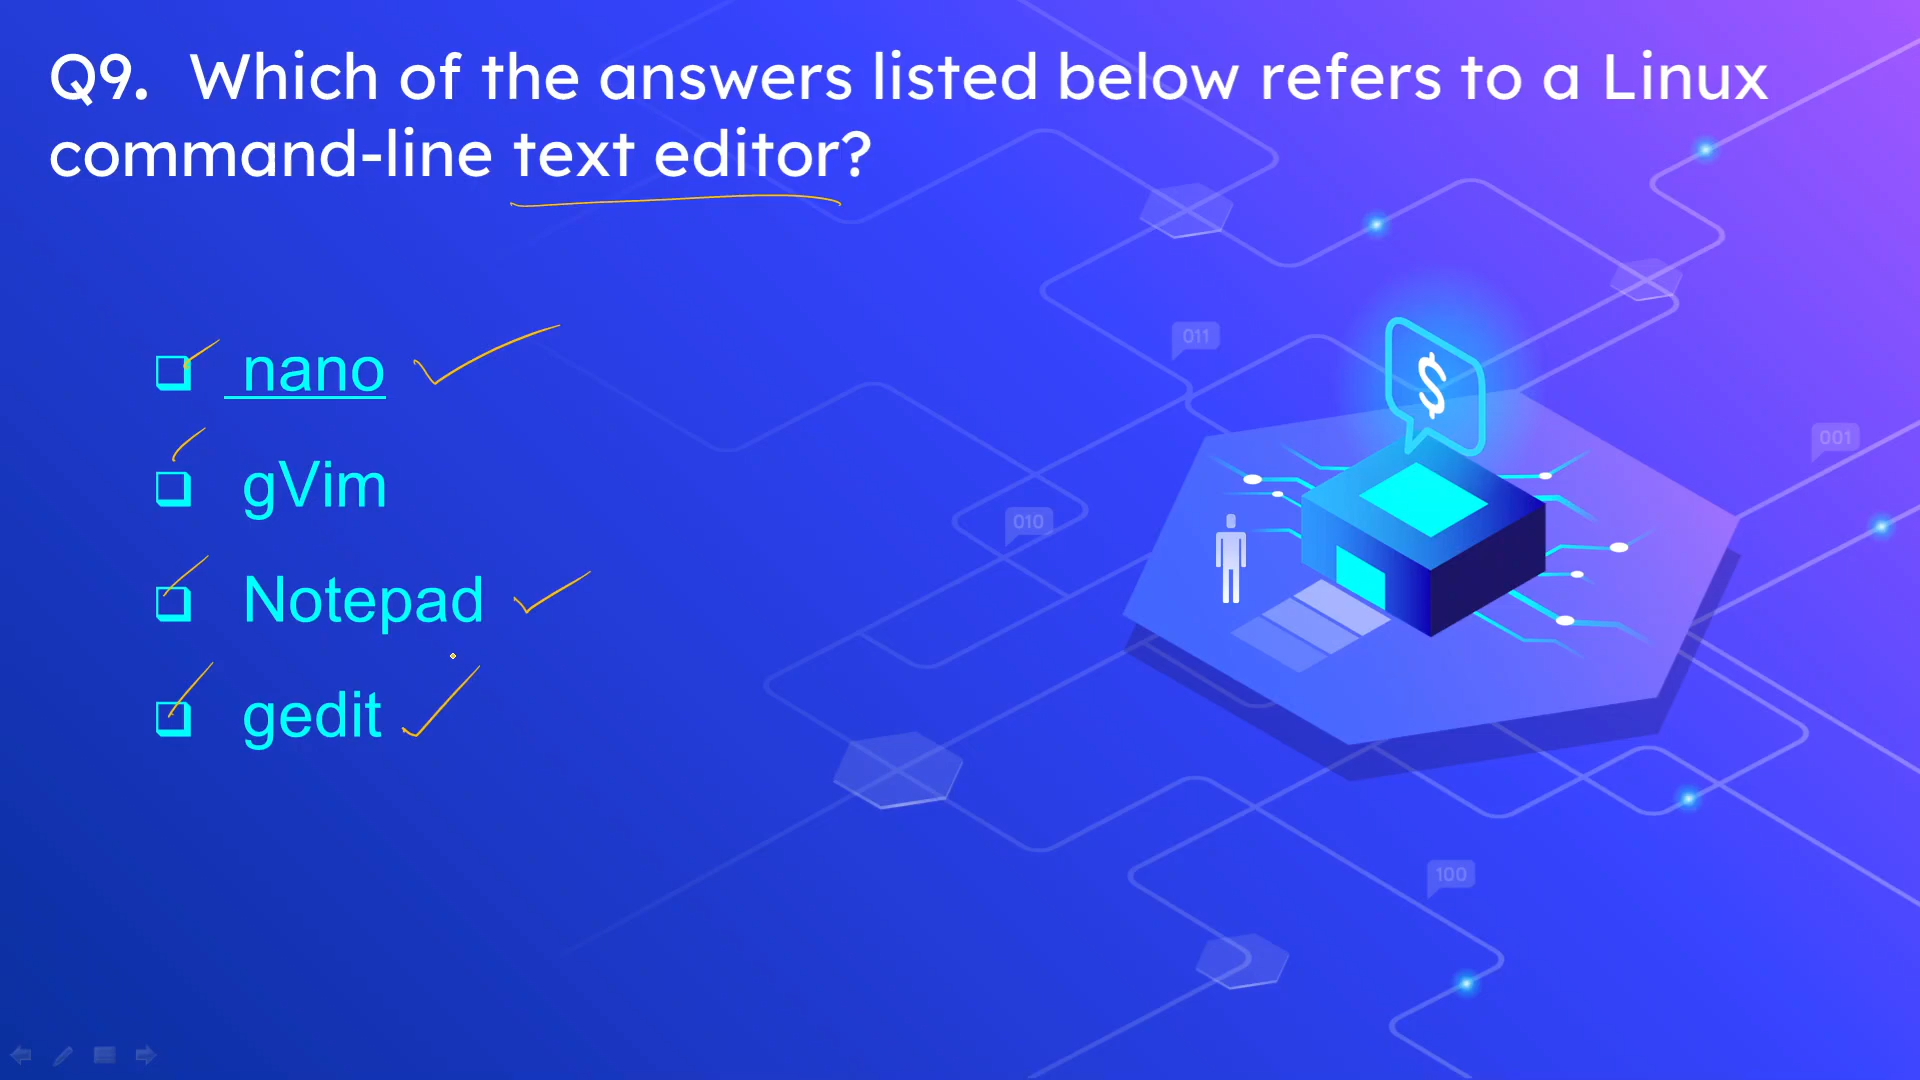 Q9. Which of the answers listed below refers to a Linux
command-line text editor?
nano
gVim
Notepad
gedit
011
001
010
100
$